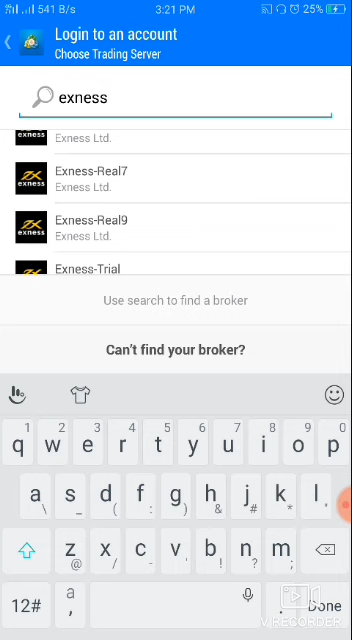 541 B/s 3:21 PM 25%
Login to an account
Choose Trading Server
exness
exness
Exness Ltd.
Exness-Real7
exness
Exness Ltd.
Exness-Real9
exness
Exness Ltd.
Exness-Trial
Use search to find a broker
Can't find your broker?
1 2 3 4 5 6 7 8 9 0
q w e r t y u i o p
a s d f g h j k l
\ _ ( : ) & # * "
z x c v b n m
@ / - ' ! ? ;
12# a , . Done
V RECORDER